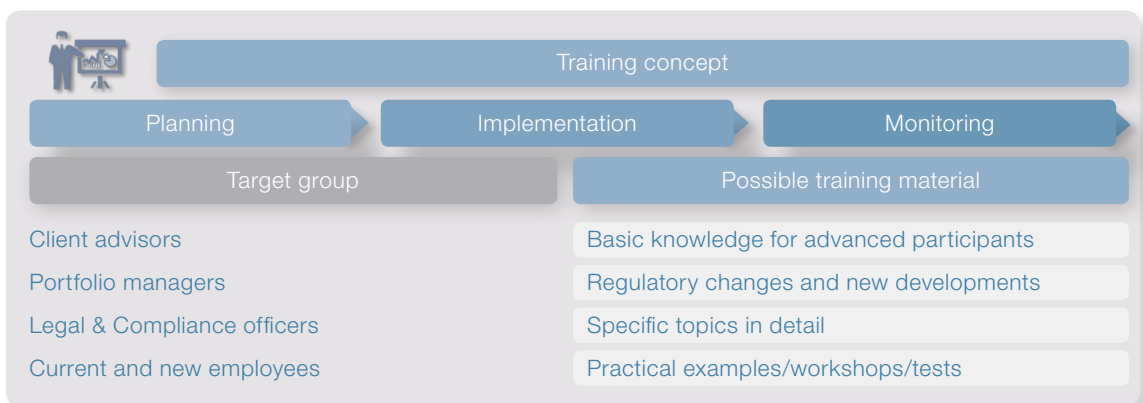 Training concept
Planning
Implementation
Monitoring
Target group
Possible training material
Client advisors
Basic knowledge for advanced participants
Portfolio managers
Regulatory changes and new developments
Legal & Compliance officers
Specific topics in detail
Current and new employees
Practical examples/workshops/tests